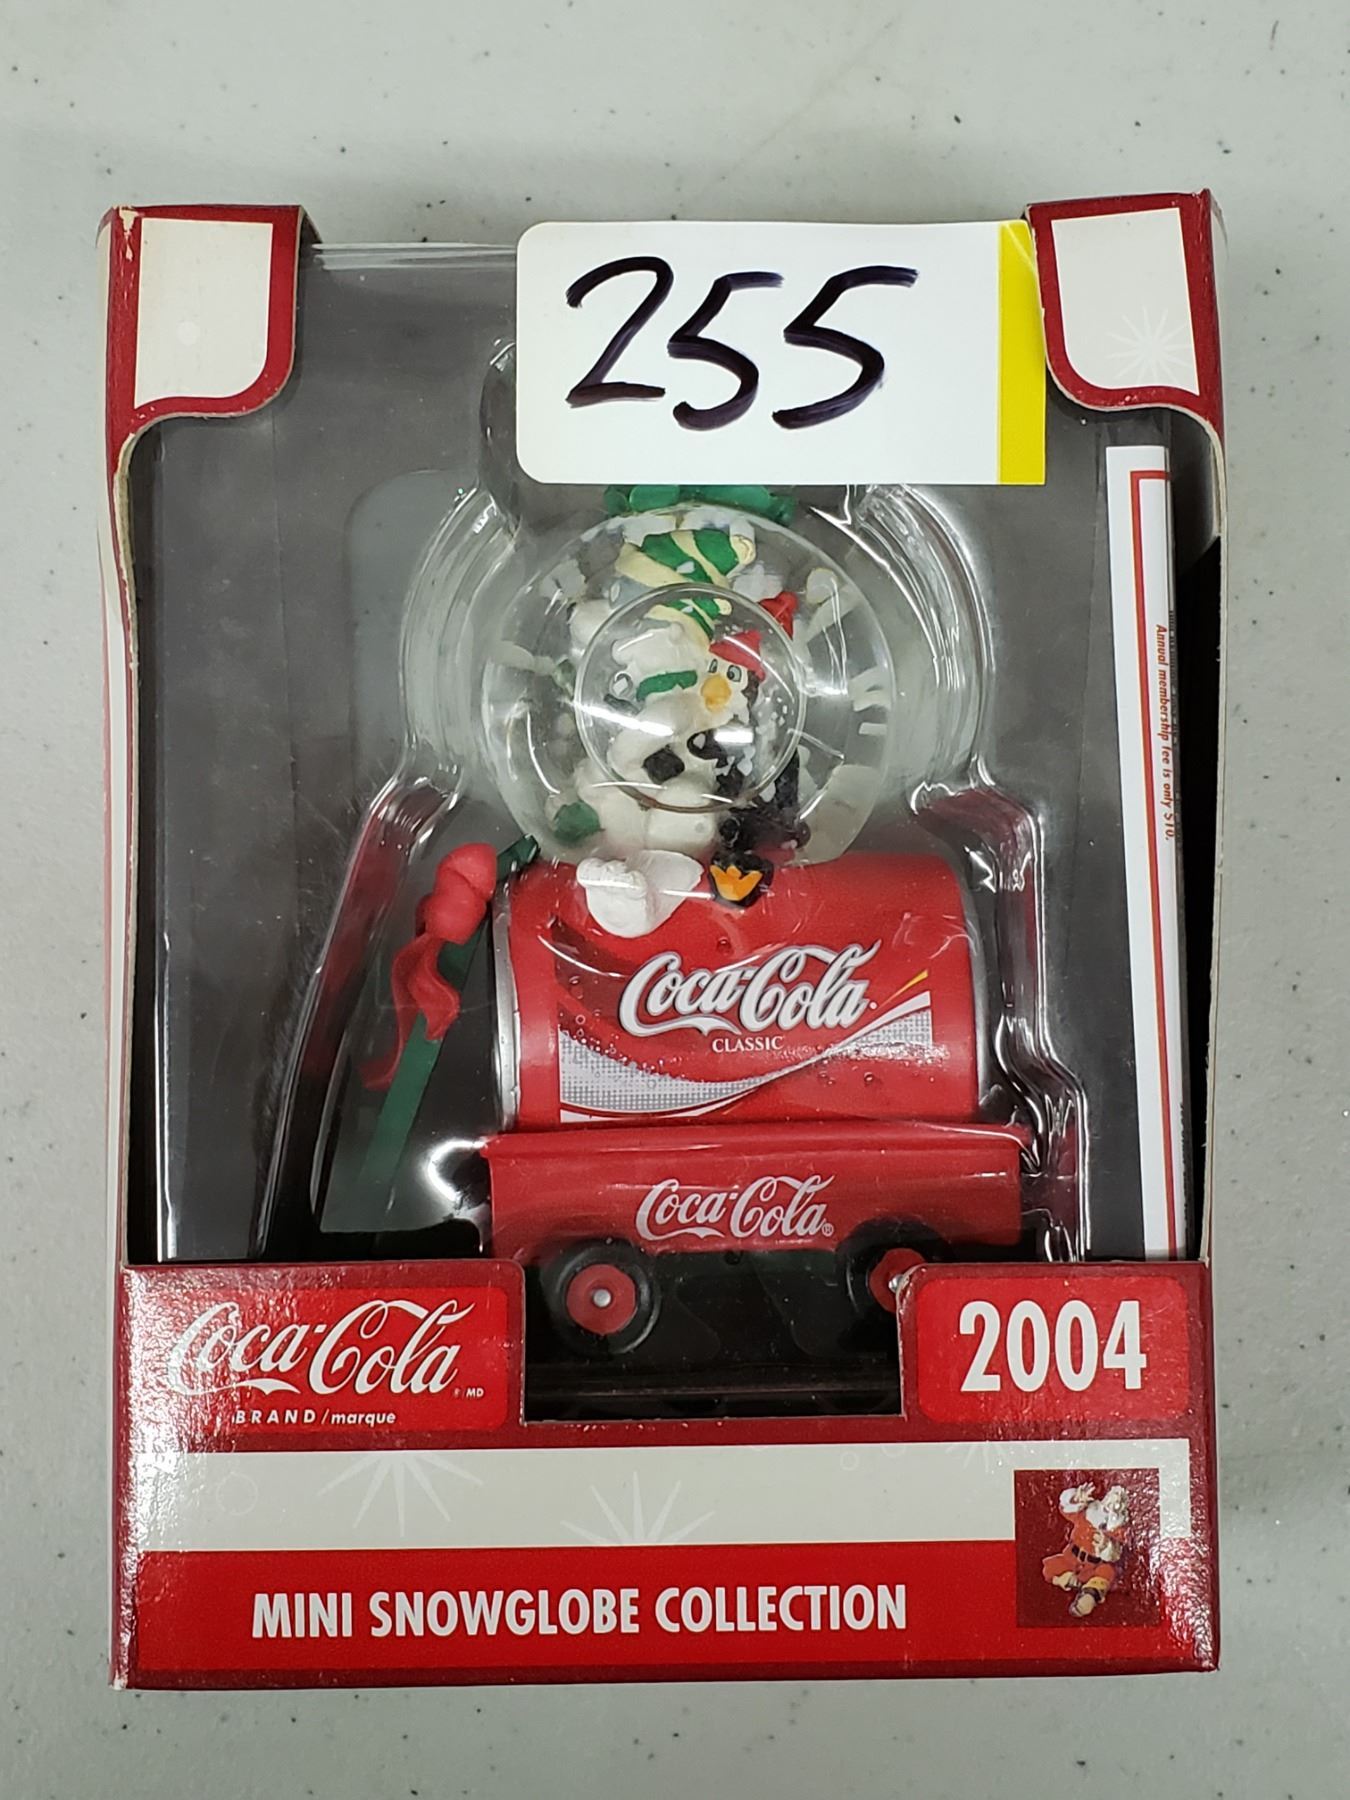 255
Annual membership fee is only $10.
Coca-Cola
CLASSIC
Coca-Cola®
Coca-Cola
® MD
BRAND/marque
2004
MINI SNOWGLOBE COLLECTION